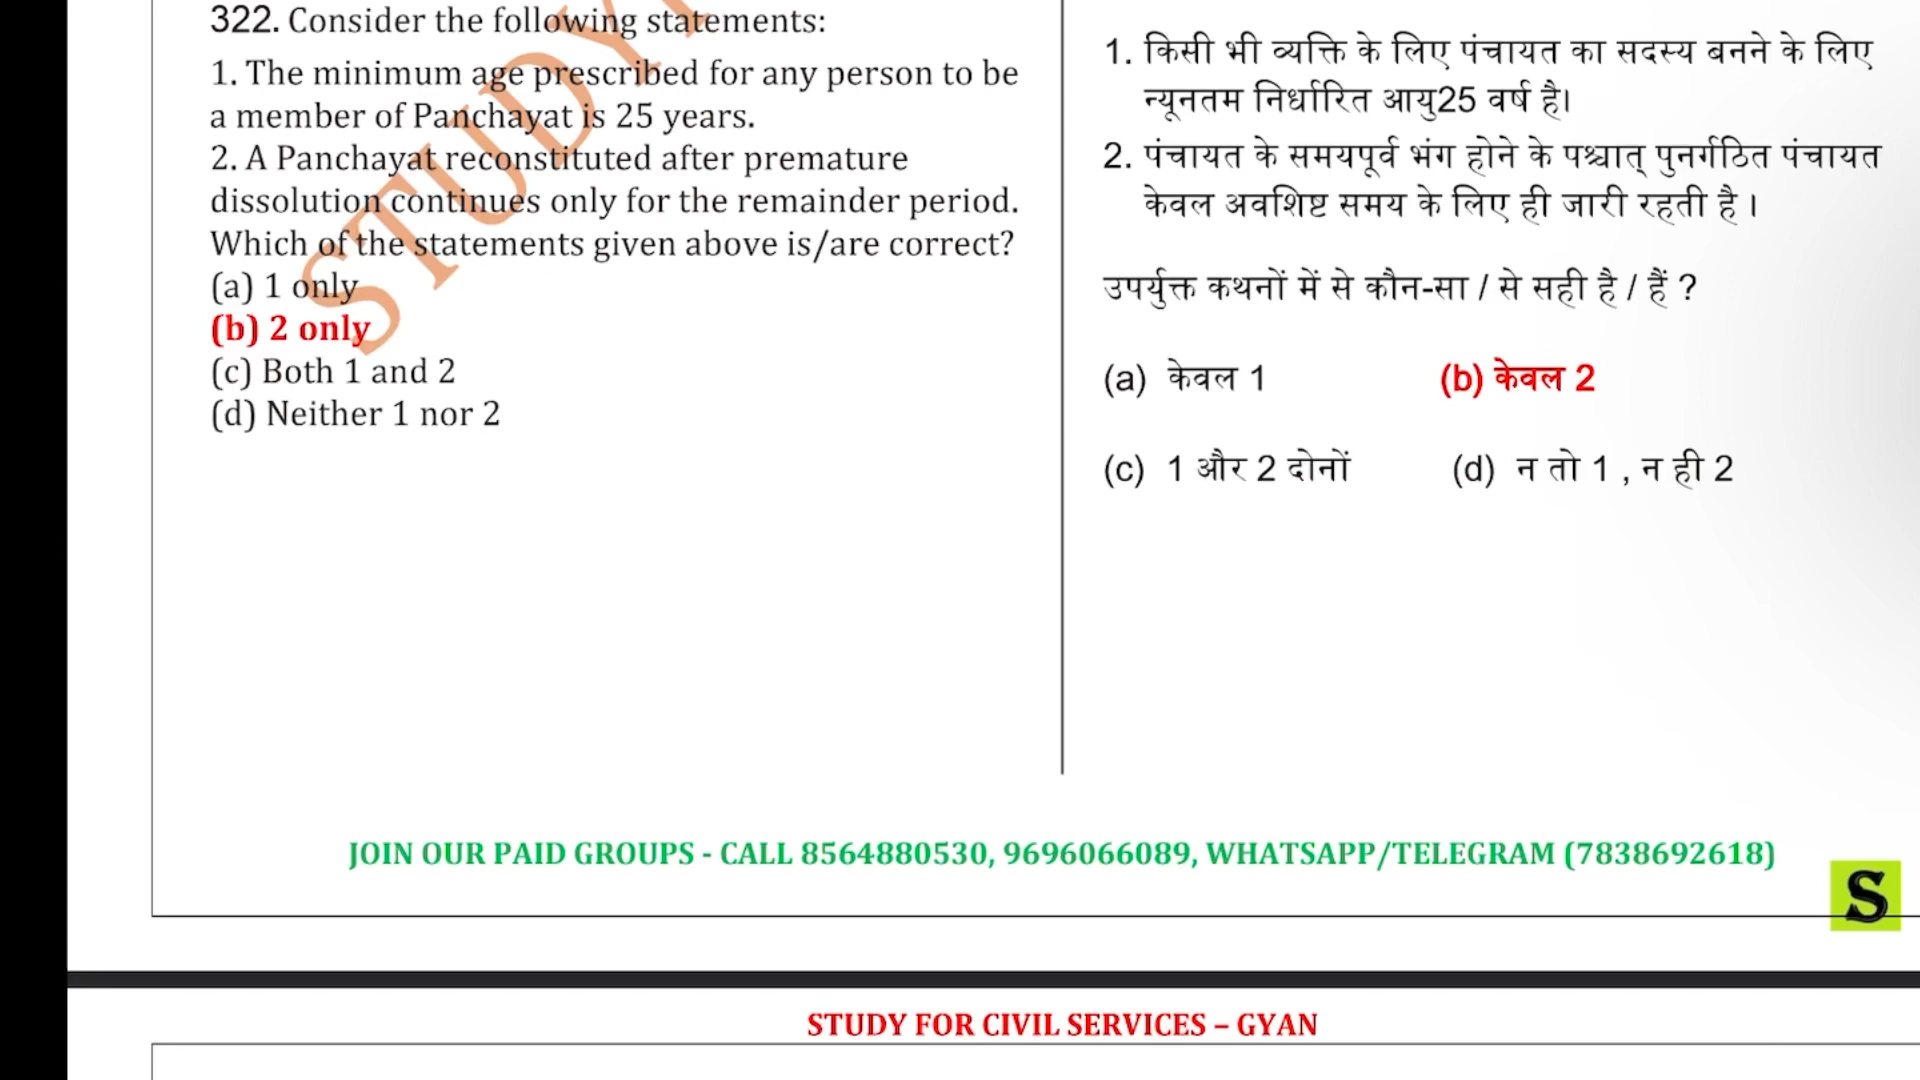 322. Consider the following statements:
1. The minimum age prescribed for any person to be
a member of Panchayat is 25 years.
2. A Panchayat reconstituted after premature
dissolution continues only for the remainder period.
Which of the statements given above is/are correct?
(a) 1 only
(b) 2 only
(c) Both 1 and 2
(d) Neither 1 nor 2
STUDY
1. किसी भी व्यक्ति के लिए पंचायत का सदस्य बनने के लिए
न्यूनतम निर्धारित आयु25 वर्ष है।
2. पंचायत के समयपूर्व भंग होने के पश्चात् पुनर्गठित पंचायत
केवल अवशिष्ट समय के लिए ही जारी रहती है ।
उपर्युक्त कथनों में से कौन-सा / से सही है / हैं ?
(a) केवल 1 (b) केवल 2
(c) 1 और 2 दोनों (d) न तो 1 , न ही 2
JOIN OUR PAID GROUPS - CALL 8564880530, 9696066089, WHATSAPP/TELEGRAM (7838692618)
S
STUDY FOR CIVIL SERVICES – GYAN